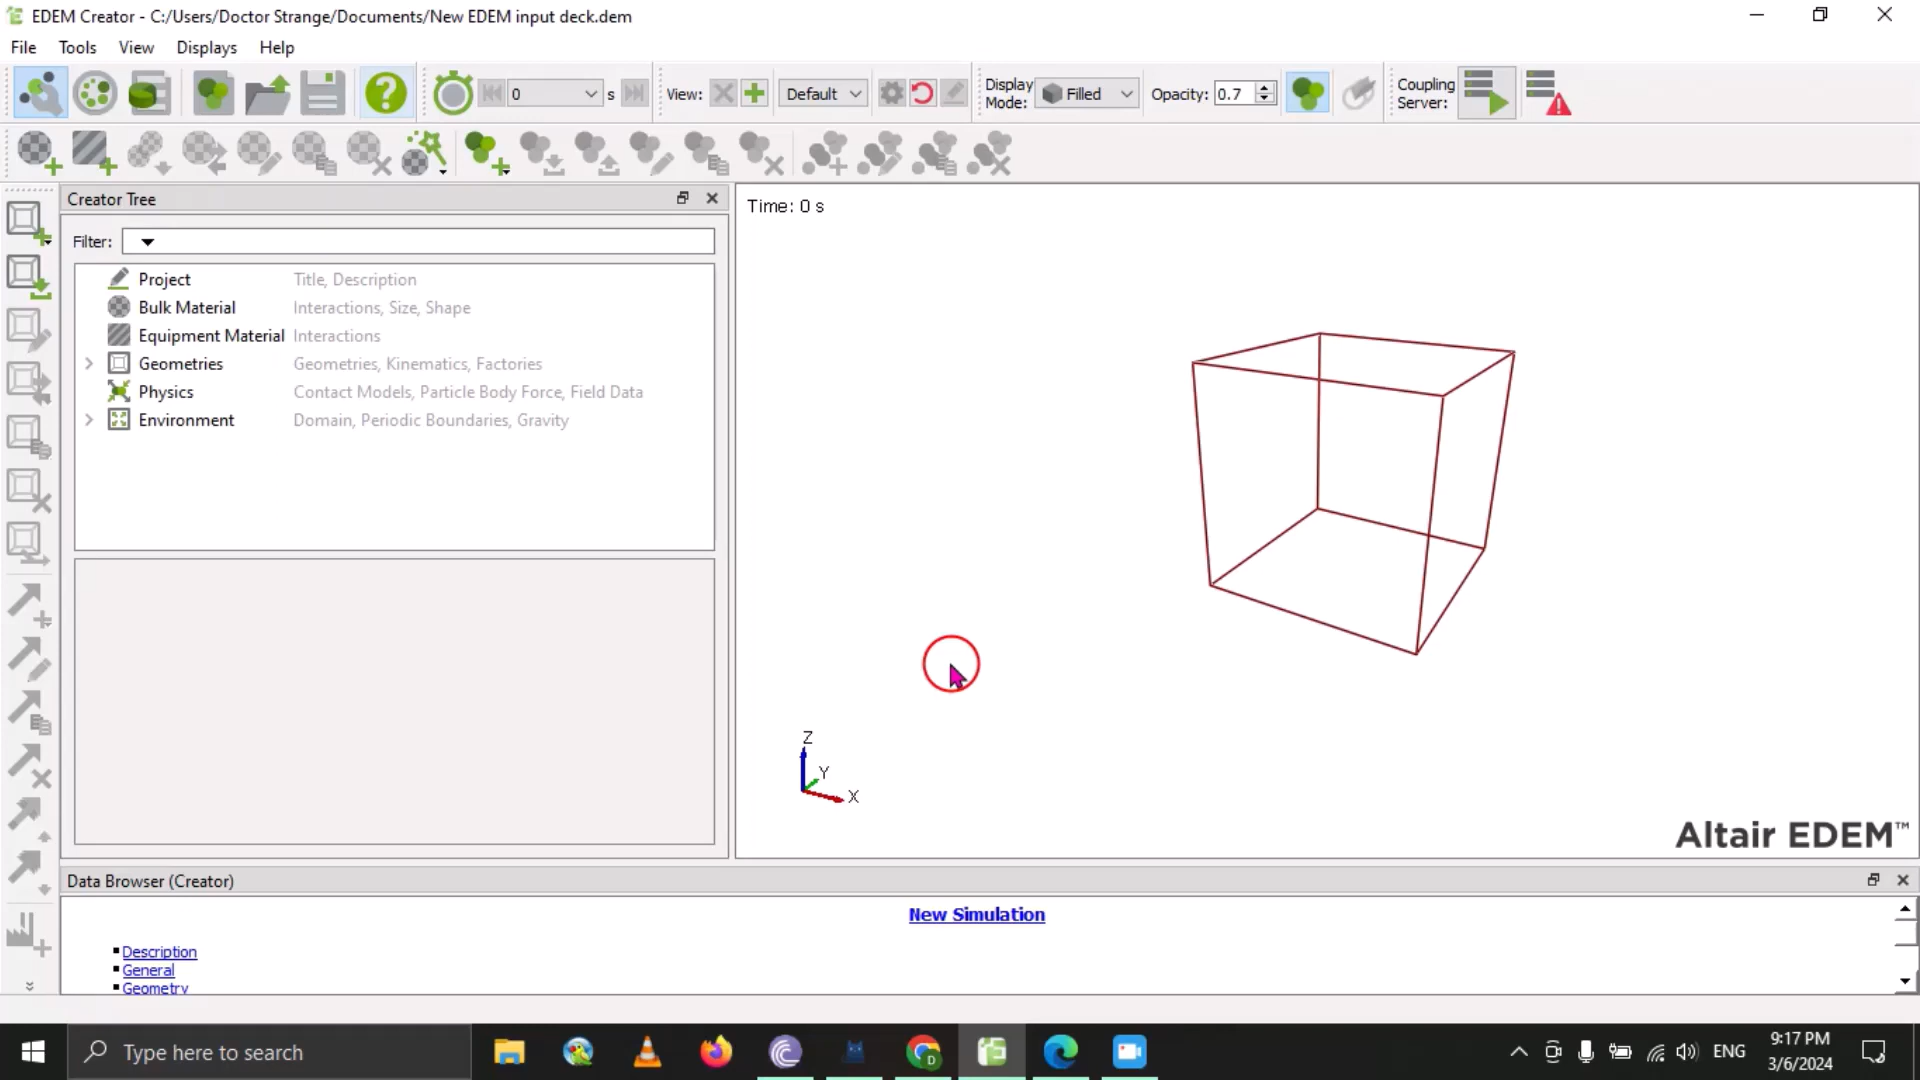 EDEM Creator - C:/Users/Doctor Strange/Documents/New EDEM input deck.dem
File Tools View Displays Help
0 s View: Default Display Mode: Filled Opacity: 0.7 Coupling Server:
Creator Tree
Filter:
Project Title, Description
Bulk Material Interactions, Size, Shape
Equipment Material Interactions
Geometries Geometries, Kinematics, Factories
Physics Contact Models, Particle Body Force, Field Data
Environment Domain, Periodic Boundaries, Gravity
Time: 0 s
Z
Y
X
Altair EDEM™
Data Browser (Creator)
New Simulation
Description
General
Geometry
Type here to search
ENG
9:17 PM
3/6/2024